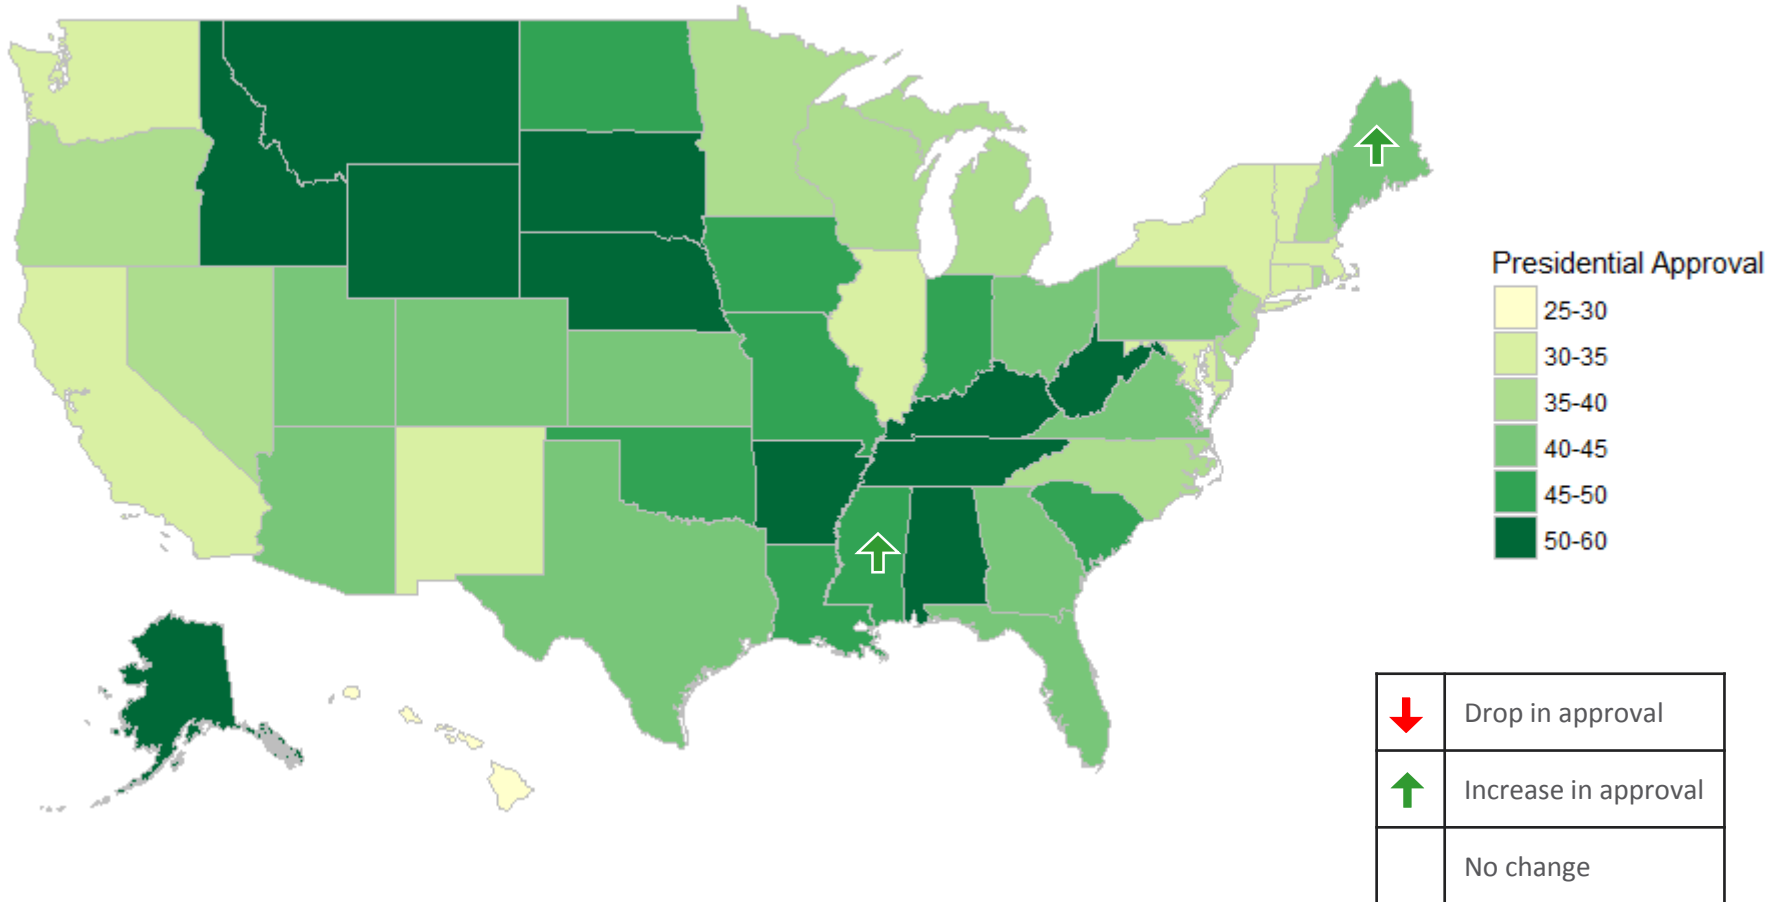 Presidential Approval
25-30
30-35
35-40
40-45
45-50
50-60
Drop in approval
Increase in approval
No change